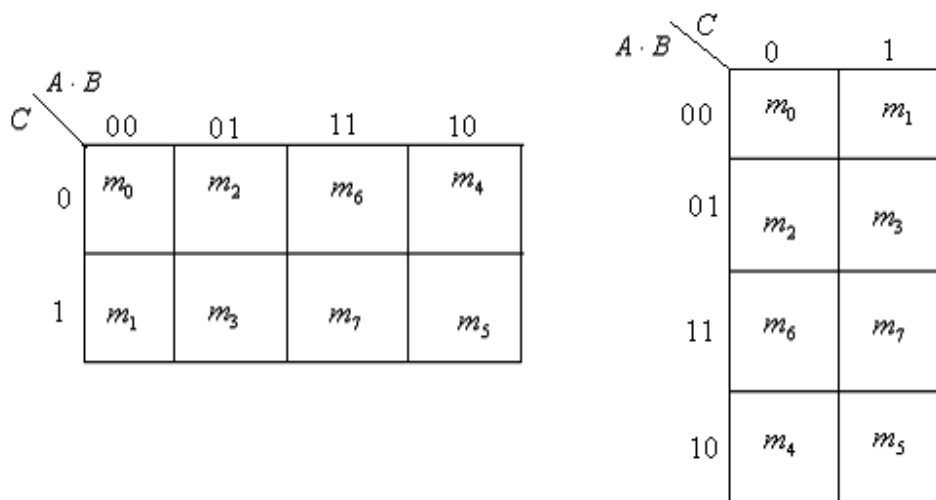 A · B
C
00 01 11 10
0 m₀ m₂ m₆ m₄
1 m₁ m₃ m₇ m₅
C
A · B
0 1
00 m₀ m₁
01 m₂ m₃
11 m₆ m₇
10 m₄ m₅